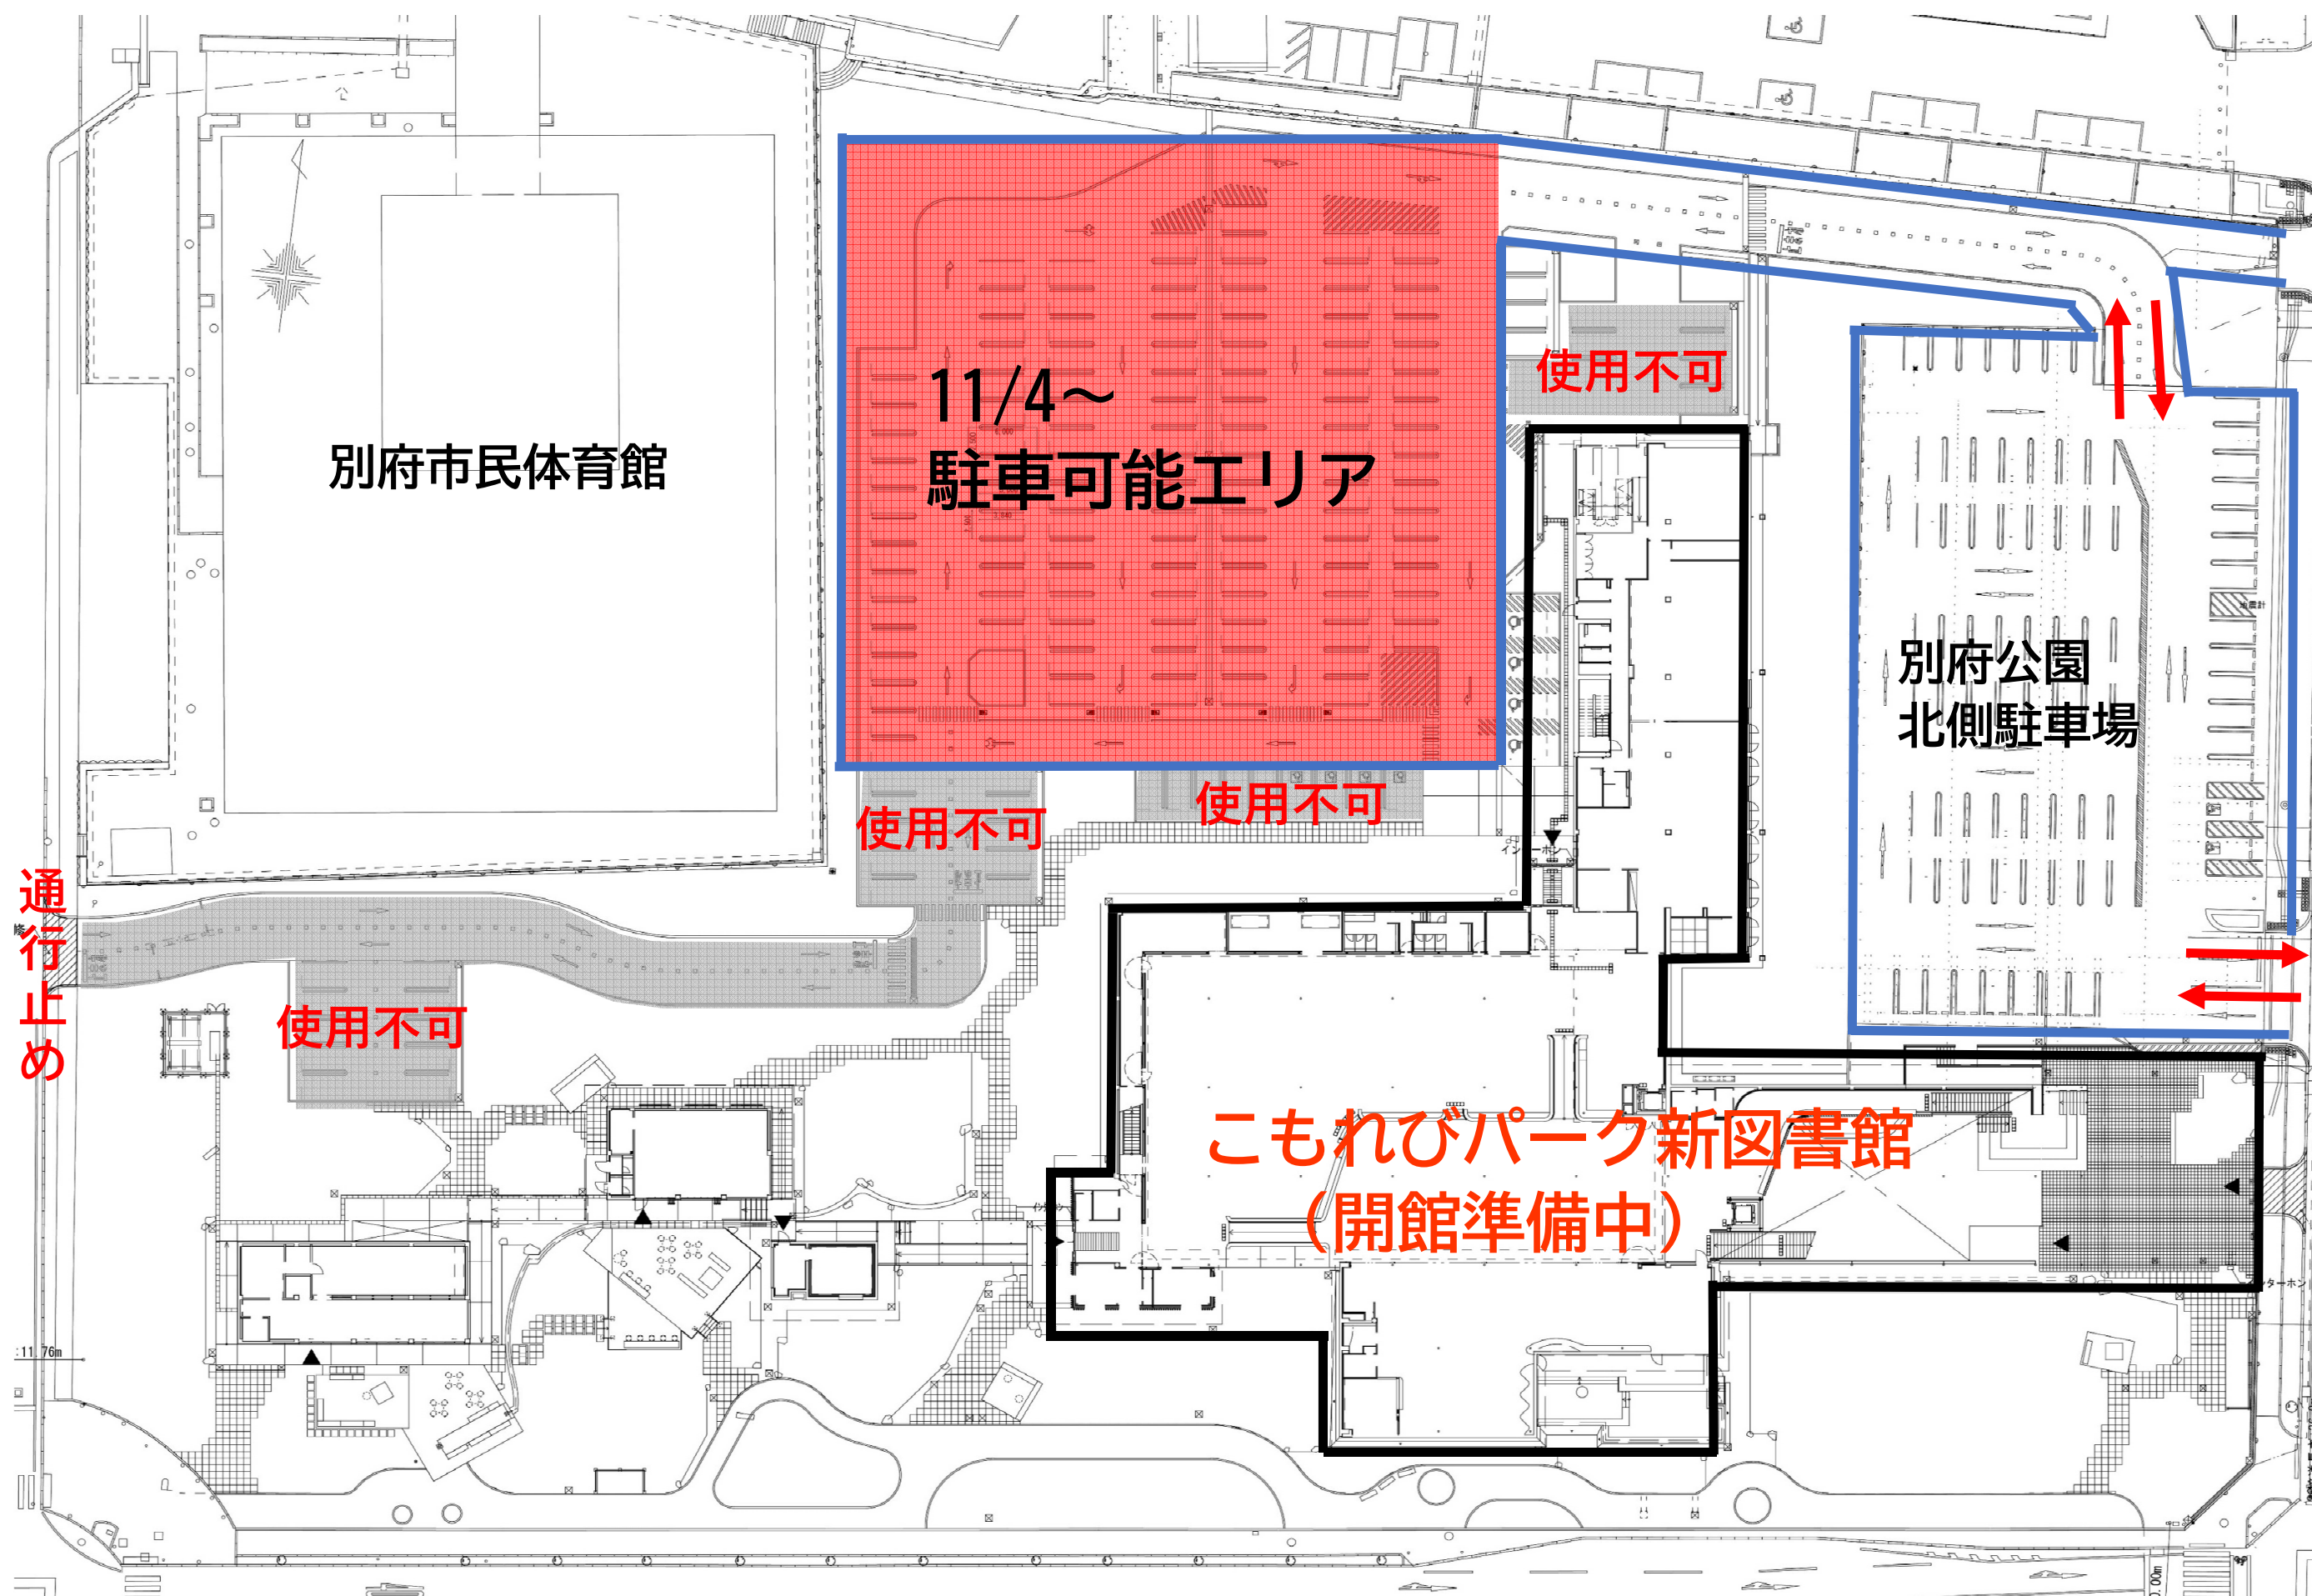 使用不可
11/4～
駐車可能エリア
別府市民体育館
別府公園
北側駐車場
使用不可
使用不可
通行止め
使用不可
こもれびパーク新図書館
（開館準備中）